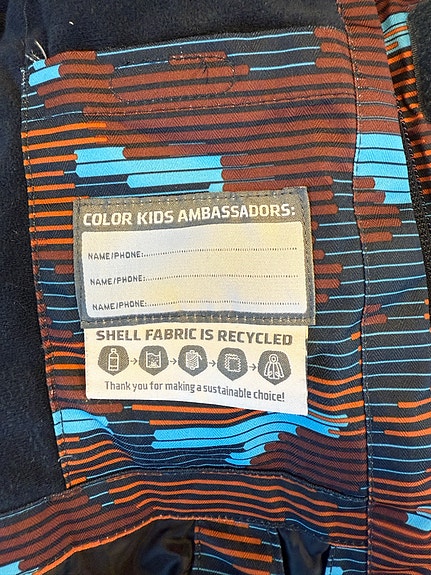 COLOR KIDS AMBASSADORS:
NAME/PHONE:
NAME/PHONE:
NAME/PHONE:
SHELL FABRIC IS RECYCLED
Thank you for making a sustainable choice!